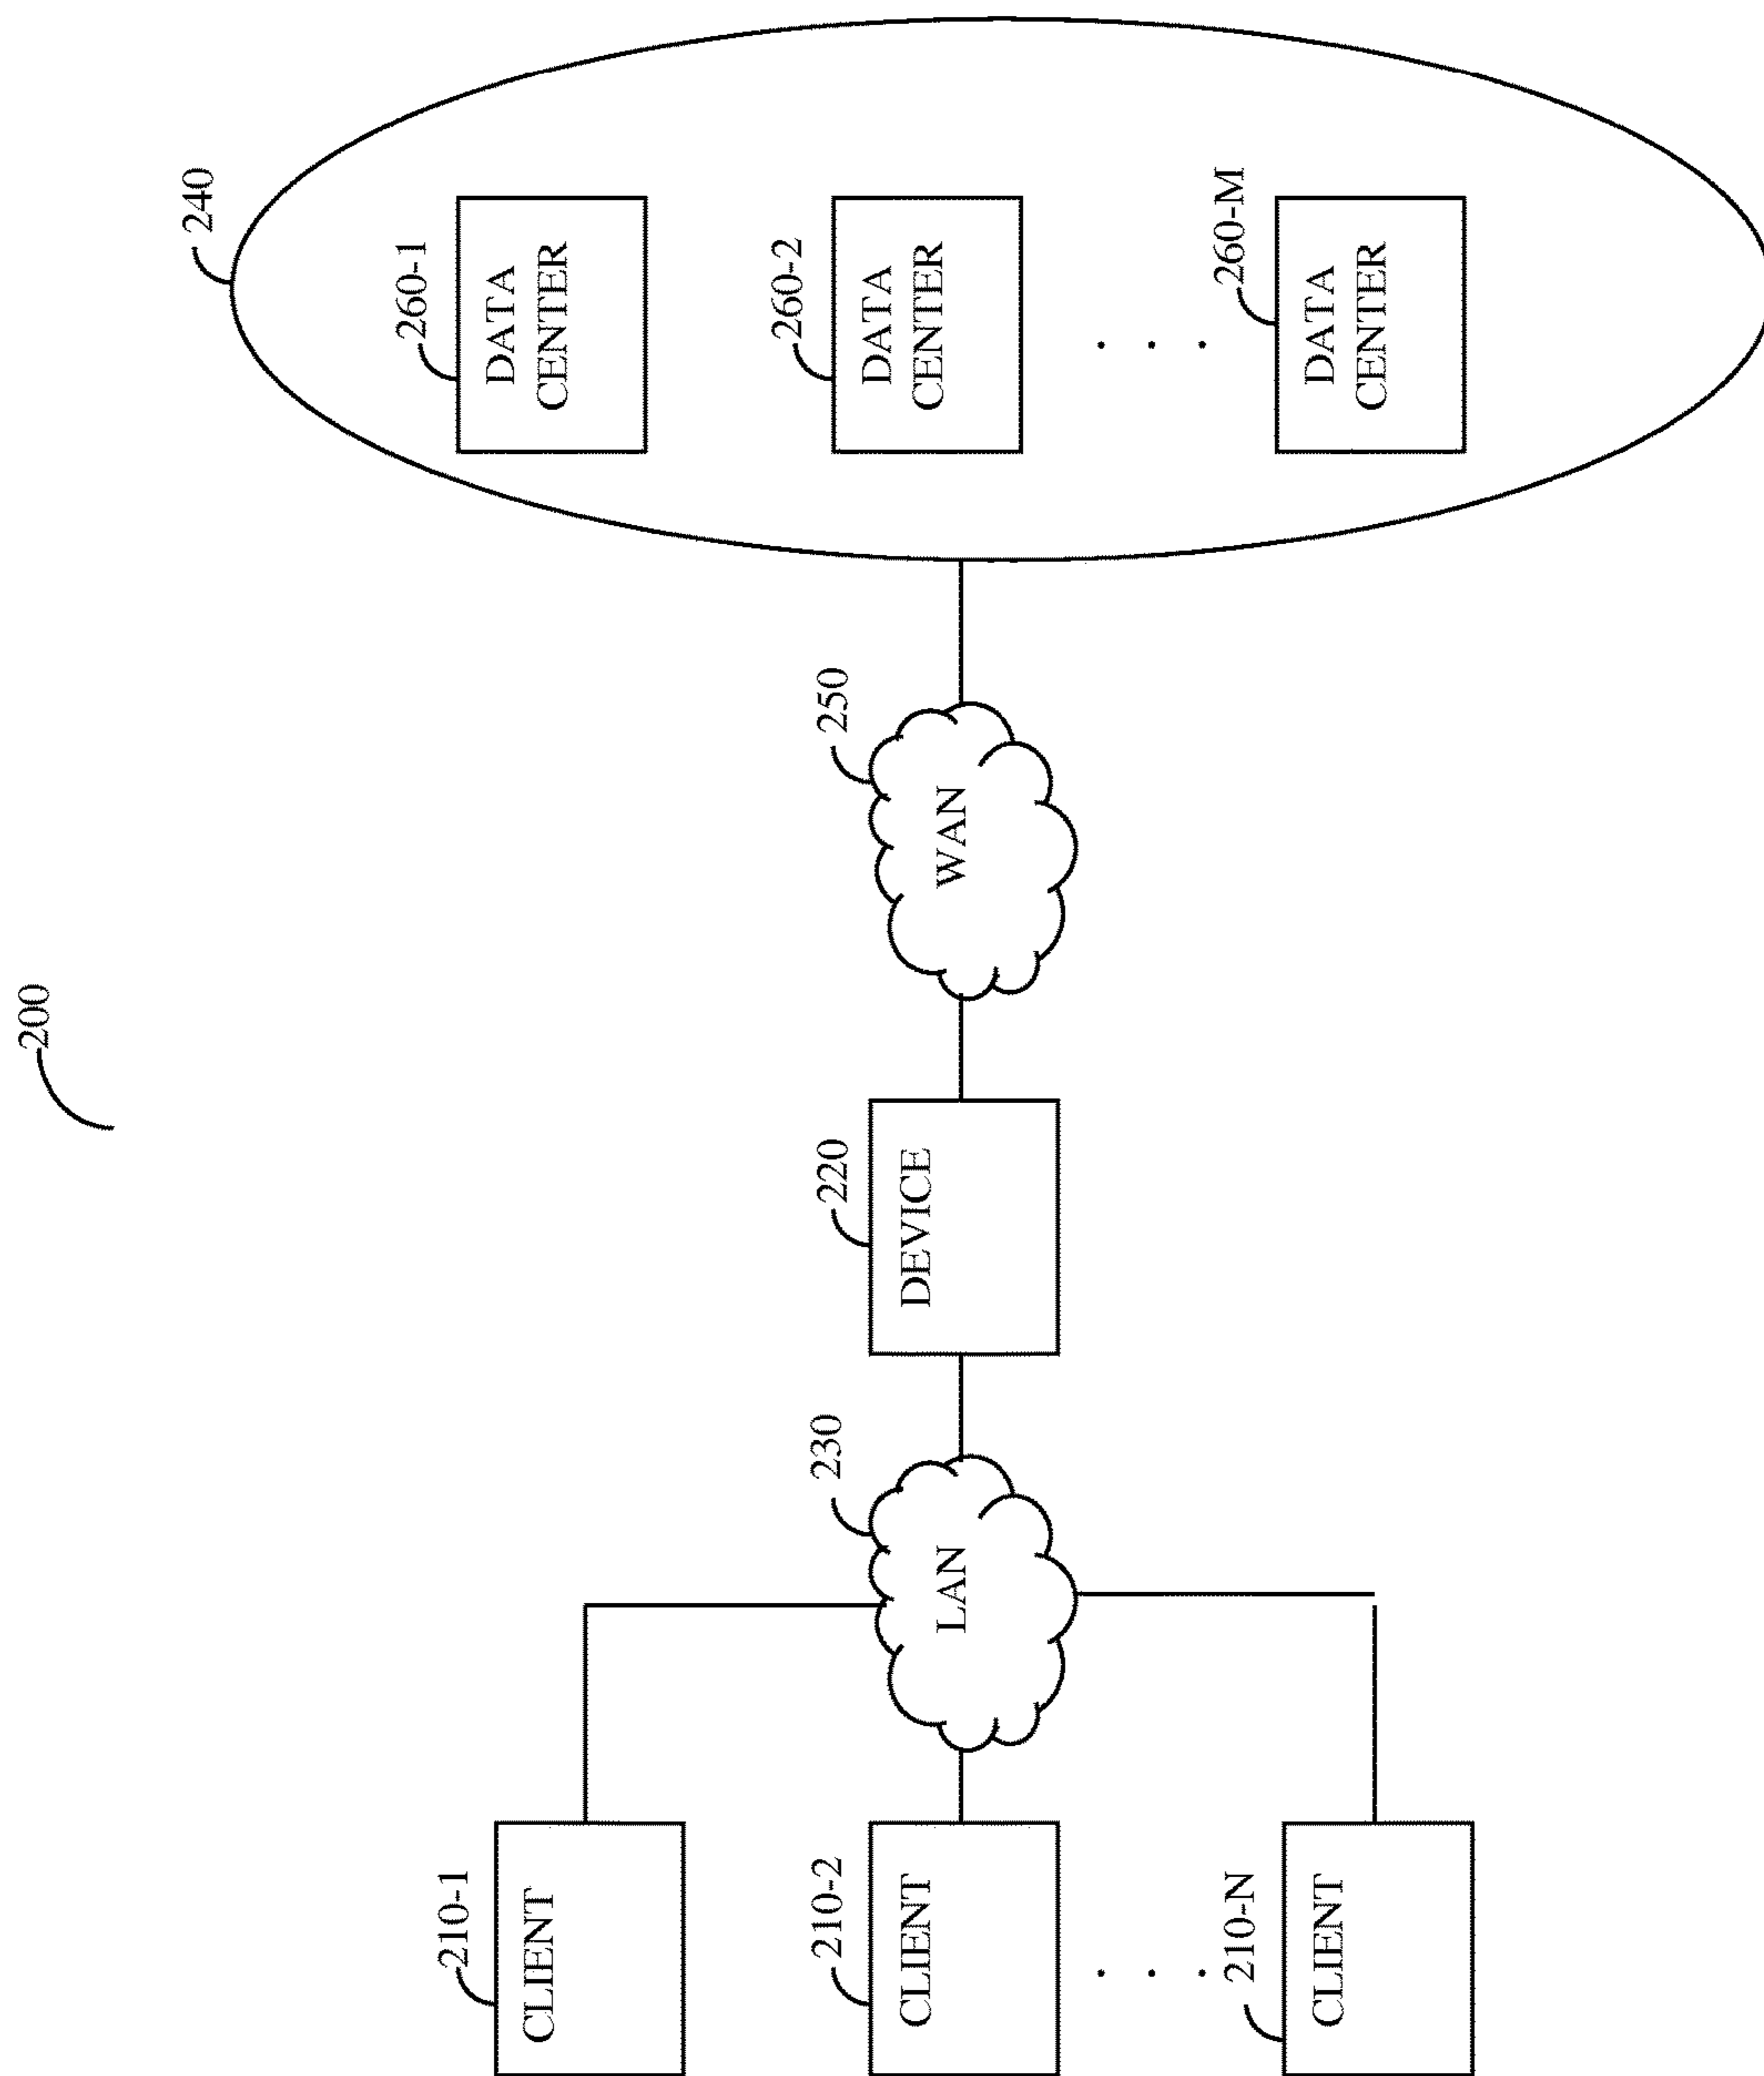 200
240
260-1
DATA
CENTER
260-2
DATA
CENTER
. . .
260-M
DATA
CENTER
250
WAN
220
DEVICE
230
LAN
210-1
CLIENT
210-2
CLIENT
. . .
210-N
CLIENT